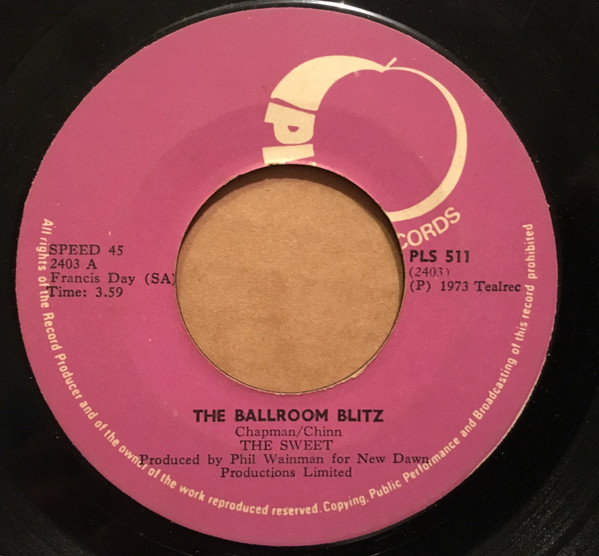 CORDS
SPEED 45
2403 A
Francis Day (SA)
Time: 3.59
PLS 511
(2403)
(P) 1973 Tealrec
THE BALLROOM BLITZ
Chapman/Chinn
THE SWEET
Produced by Phil Wainman for New Dawn
Productions Limited
All rights of the Record Producer and of the owner of the work reproduced reserved. Copying, Public Performance and Broadcasting of this record prohibited